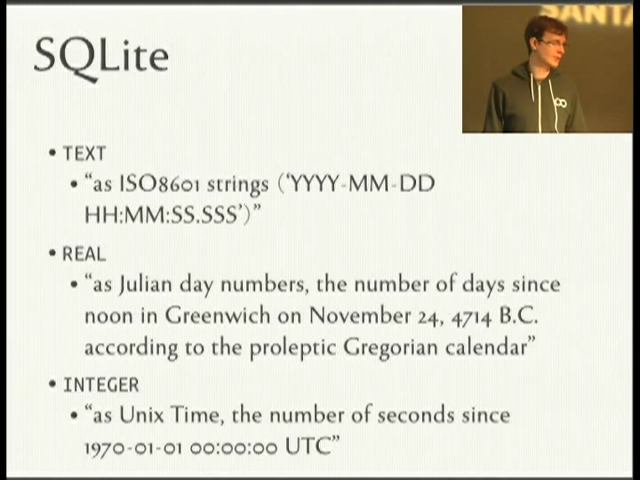 SANTA
SQLite
• TEXT
• "as ISO8601 strings ('YYYY-MM-DD
HH:MM:SS.SSS')"
• REAL
• "as Julian day numbers, the number of days since
noon in Greenwich on November 24, 4714 B.C.
according to the proleptic Gregorian calendar"
• INTEGER
• "as Unix Time, the number of seconds since
1970-01-01 00:00:00 UTC"